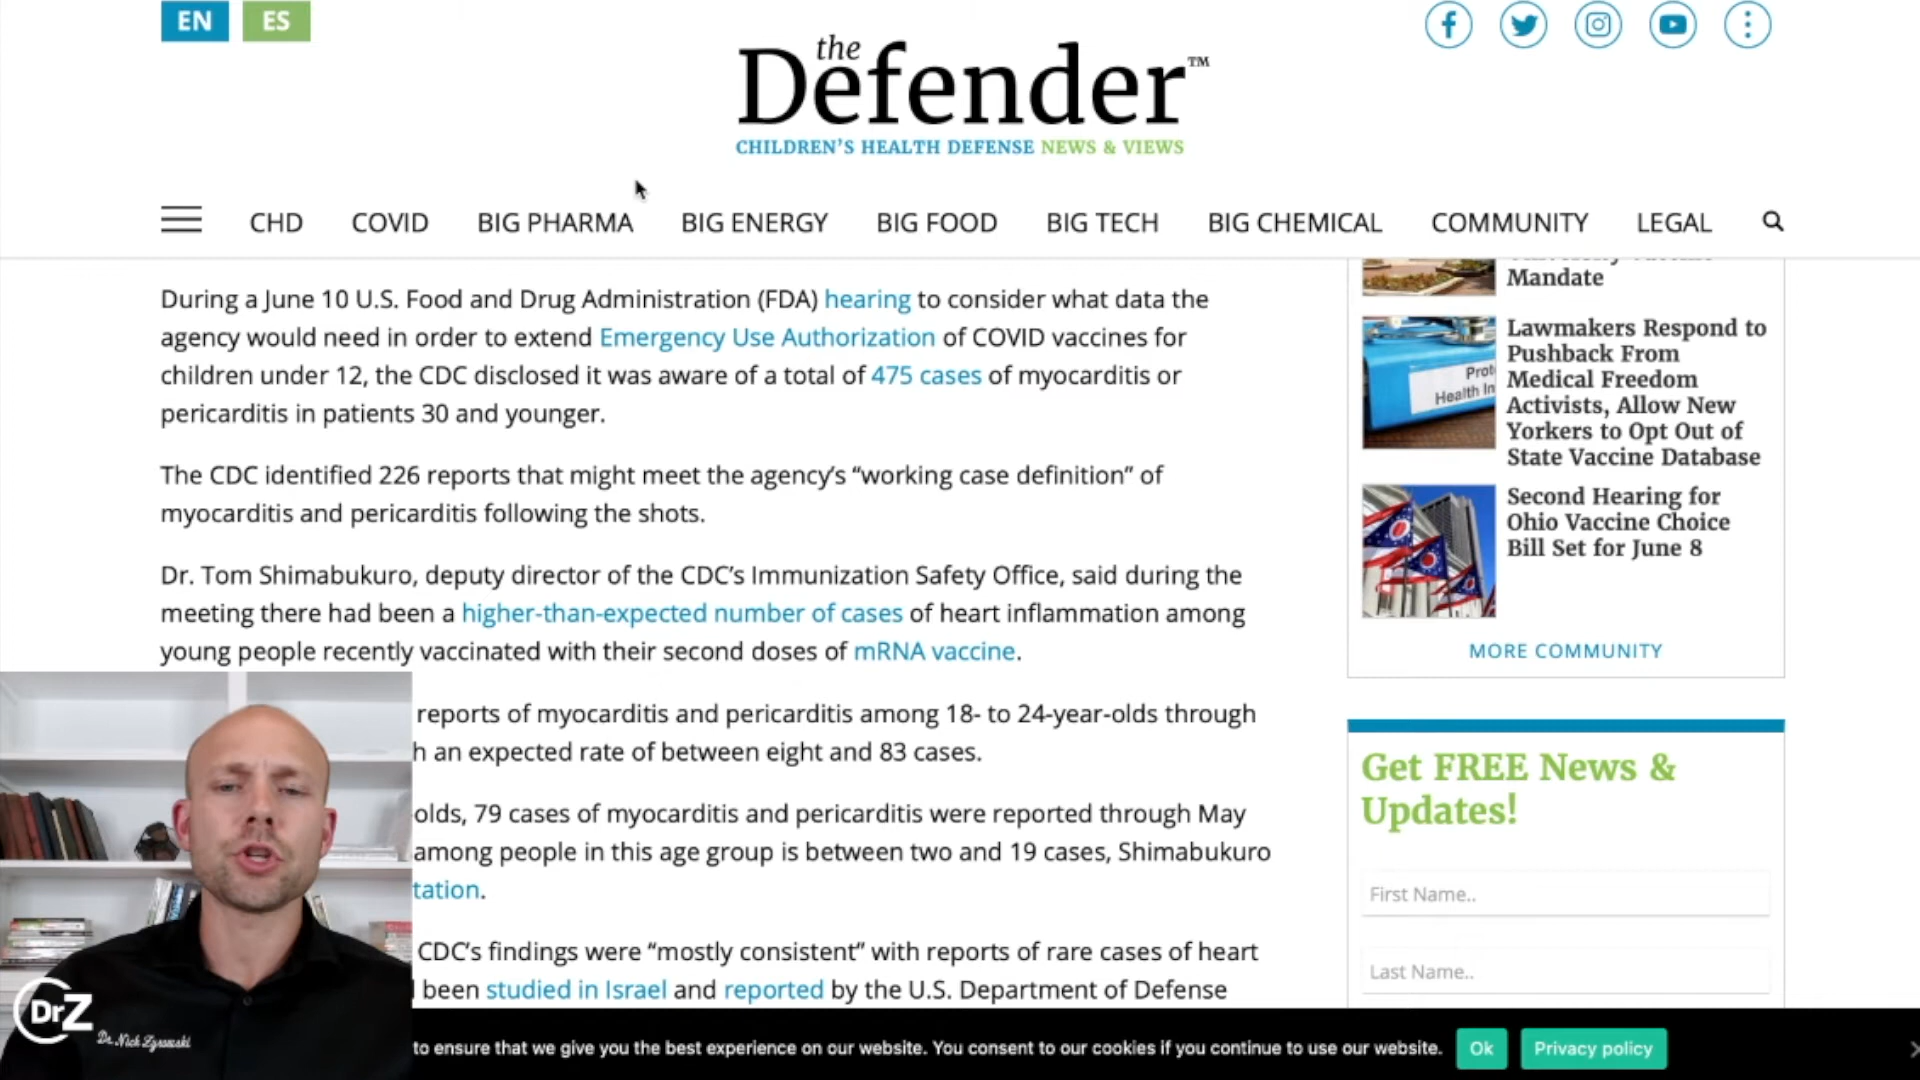 EN
ES
the
Defender™
CHILDREN'S HEALTH DEFENSE NEWS & VIEWS
CHD
COVID
BIG PHARMA
BIG ENERGY
BIG FOOD
BIG TECH
BIG CHEMICAL
COMMUNITY
LEGAL
During a June 10 U.S. Food and Drug Administration (FDA) hearing to consider what data the
agency would need in order to extend Emergency Use Authorization of COVID vaccines for
children under 12, the CDC disclosed it was aware of a total of 475 cases of myocarditis or
pericarditis in patients 30 and younger.
The CDC identified 226 reports that might meet the agency's “working case definition” of
myocarditis and pericarditis following the shots.
Dr. Tom Shimabukuro, deputy director of the CDC's Immunization Safety Office, said during the
meeting there had been a higher-than-expected number of cases of heart inflammation among
young people recently vaccinated with their second doses of mRNA vaccine.
reports of myocarditis and pericarditis among 18- to 24-year-olds through
h an expected rate of between eight and 83 cases.
olds, 79 cases of myocarditis and pericarditis were reported through May
among people in this age group is between two and 19 cases, Shimabukuro
tation.
CDC's findings were “mostly consistent” with reports of rare cases of heart
been studied in Israel and reported by the U.S. Department of Defense
Mandate
Lawmakers Respond to
Pushback From
Medical Freedom
Activists, Allow New
Yorkers to Opt Out of
State Vaccine Database
Prot
Health In
Second Hearing for
Ohio Vaccine Choice
Bill Set for June 8
MORE COMMUNITY
Get FREE News &
Updates!
First Name..
Last Name..
DrZ
Dr. Nick Zyrowski
to ensure that we give you the best experience on our website. You consent to our cookies if you continue to use our website.
Ok
Privacy policy